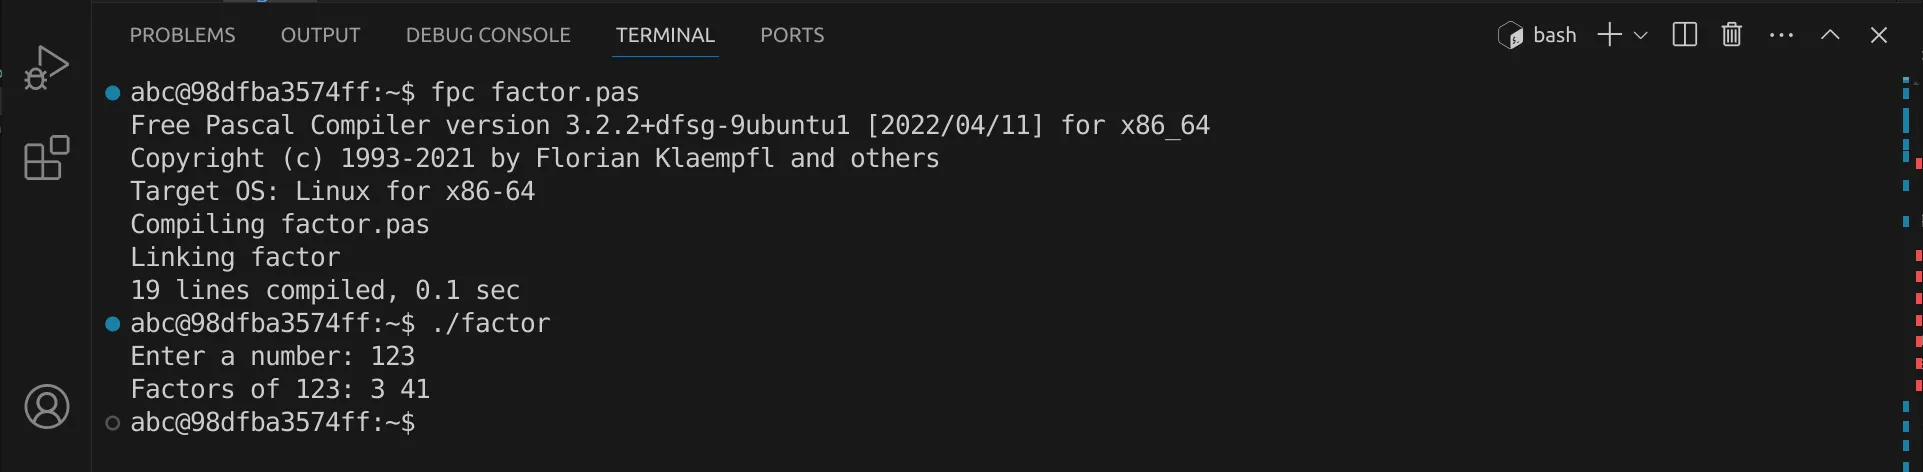 PROBLEMS OUTPUT DEBUG CONSOLE TERMINAL PORTS bash
abc@98dfba3574ff:~$ fpc factor.pas
Free Pascal Compiler version 3.2.2+dfsg-9ubuntu1 [2022/04/11] for x86_64
Copyright (c) 1993-2021 by Florian Klaempfl and others
Target OS: Linux for x86-64
Compiling factor.pas
Linking factor
19 lines compiled, 0.1 sec
abc@98dfba3574ff:~$ ./factor
Enter a number: 123
Factors of 123: 3 41
abc@98dfba3574ff:~$